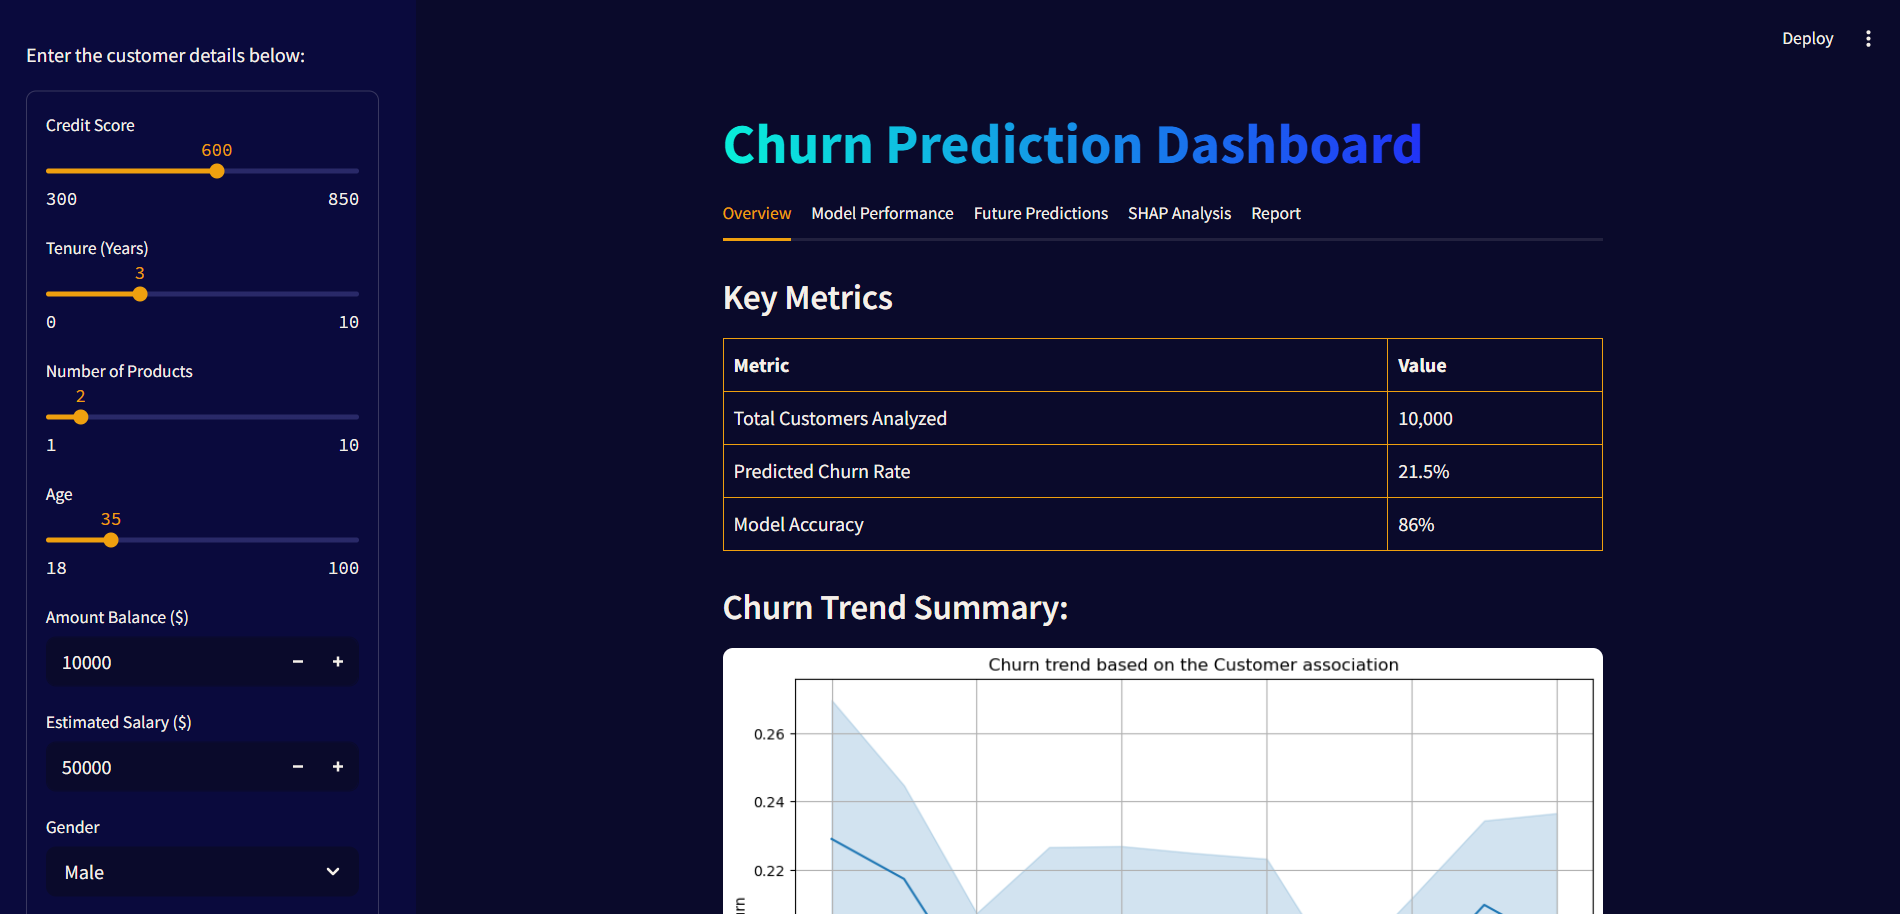 Enter the customer details below:
Credit Score
600
300 850
Tenure (Years)
3
0 10
Number of Products
2
1 10
Age
35
18 100
Amount Balance ($)
10000 − +
Estimated Salary ($)
50000 − +
Gender
Male
Deploy
Churn Prediction Dashboard
Overview Model Performance Future Predictions SHAP Analysis Report
Key Metrics
Metric Value
Total Customers Analyzed 10,000
Predicted Churn Rate 21.5%
Model Accuracy 86%
Churn Trend Summary:
Churn trend based on the Customer association
0.26
0.24
0.22